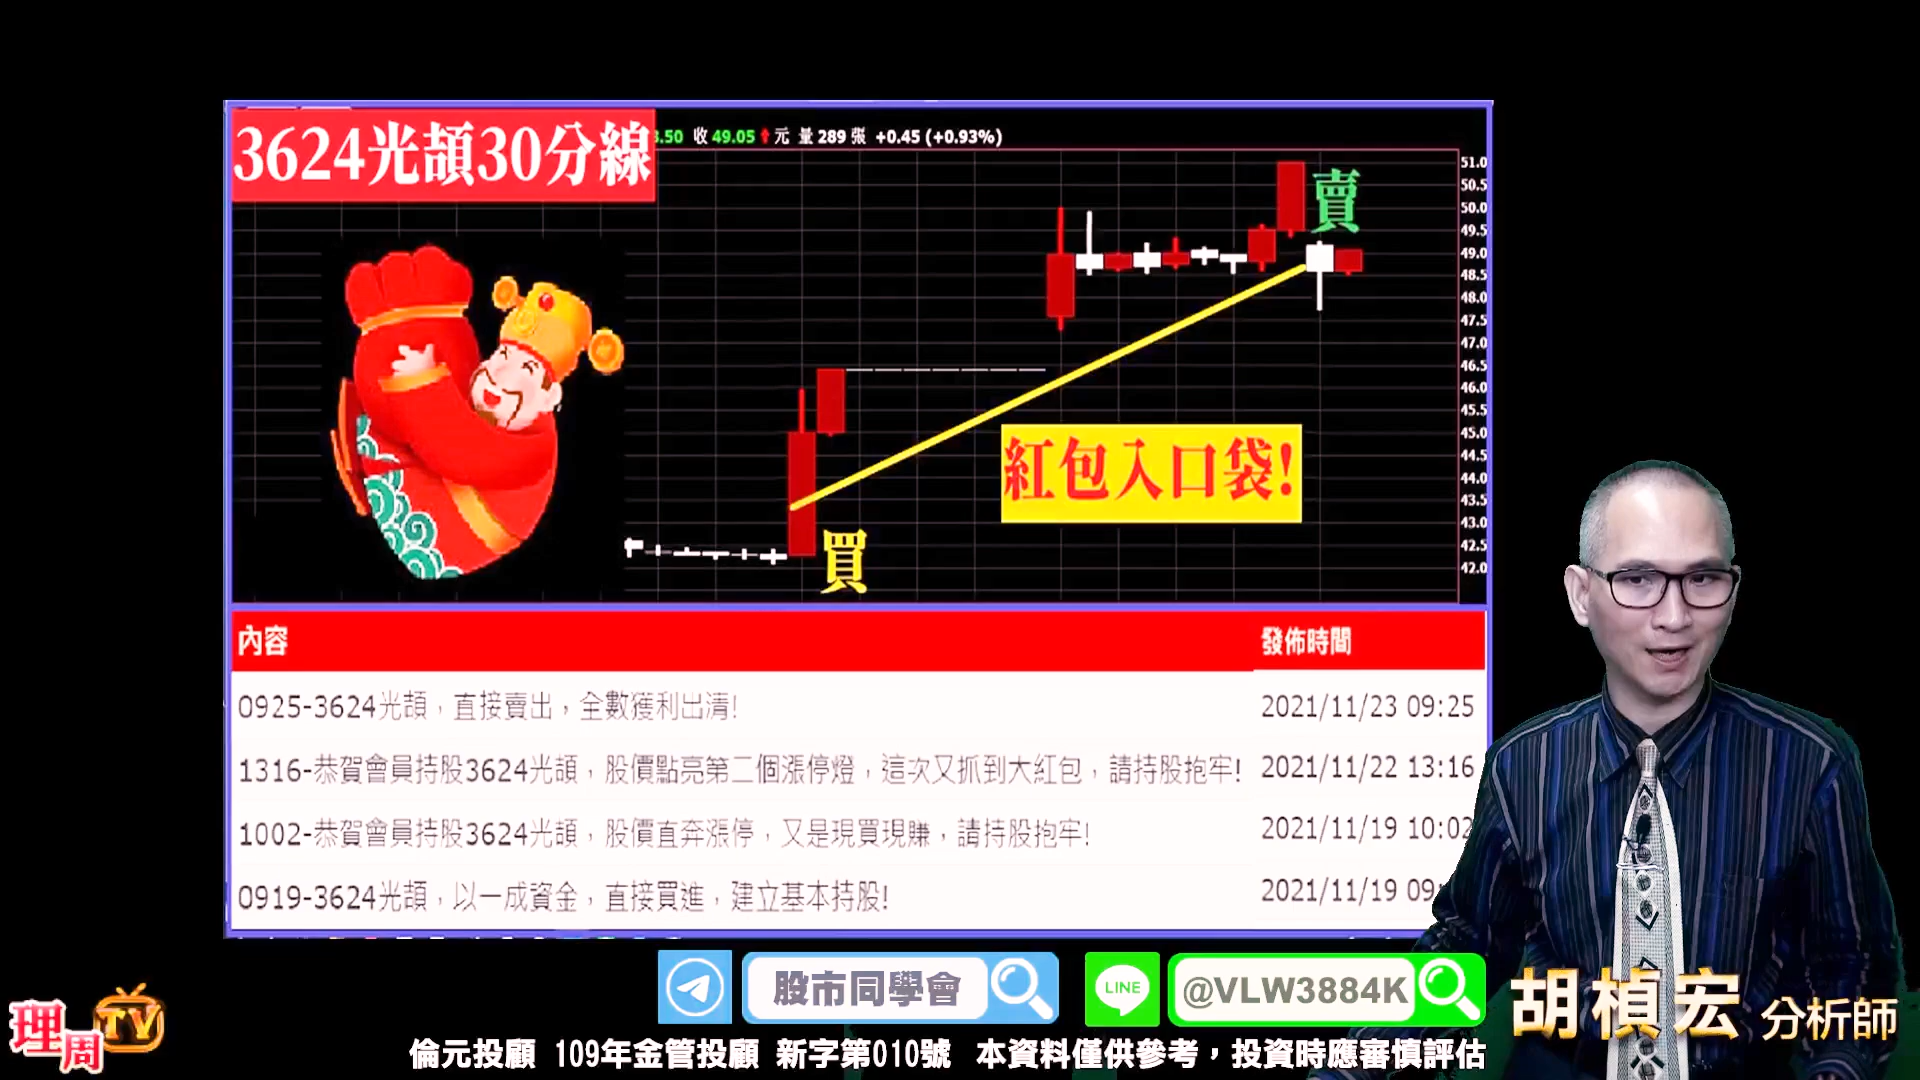 3624光頡30分線
3.50 收 49.05 元 量 289 張 +0.45 (+0.93%)
51.0
50.5
50.0
49.5
49.0
48.5
48.0
47.5
47.0
46.5
46.0
45.5
45.0
44.5
44.0
43.5
43.0
42.5
42.0
賣
紅包入口袋!
買
內容 發佈時間
0925-3624光頡，直接賣出，全數獲利出清! 2021/11/23 09:25
1316-恭賀會員持股3624光頡，股價點亮第二個漲停燈，這次又抓到大紅包，請持股抱牢! 2021/11/22 13:16
1002-恭賀會員持股3624光頡，股價直奔漲停，又是現買現賺，請持股抱牢! 2021/11/19 10:02
0919-3624光頡，以一成資金，直接買進，建立基本持股! 2021/11/19 09
股市同學會
LINE
@VLW3884K
胡楨宏 分析師
理周TV
倫元投顧 109年金管投顧 新字第010號 本資料僅供參考，投資時應審慎評估